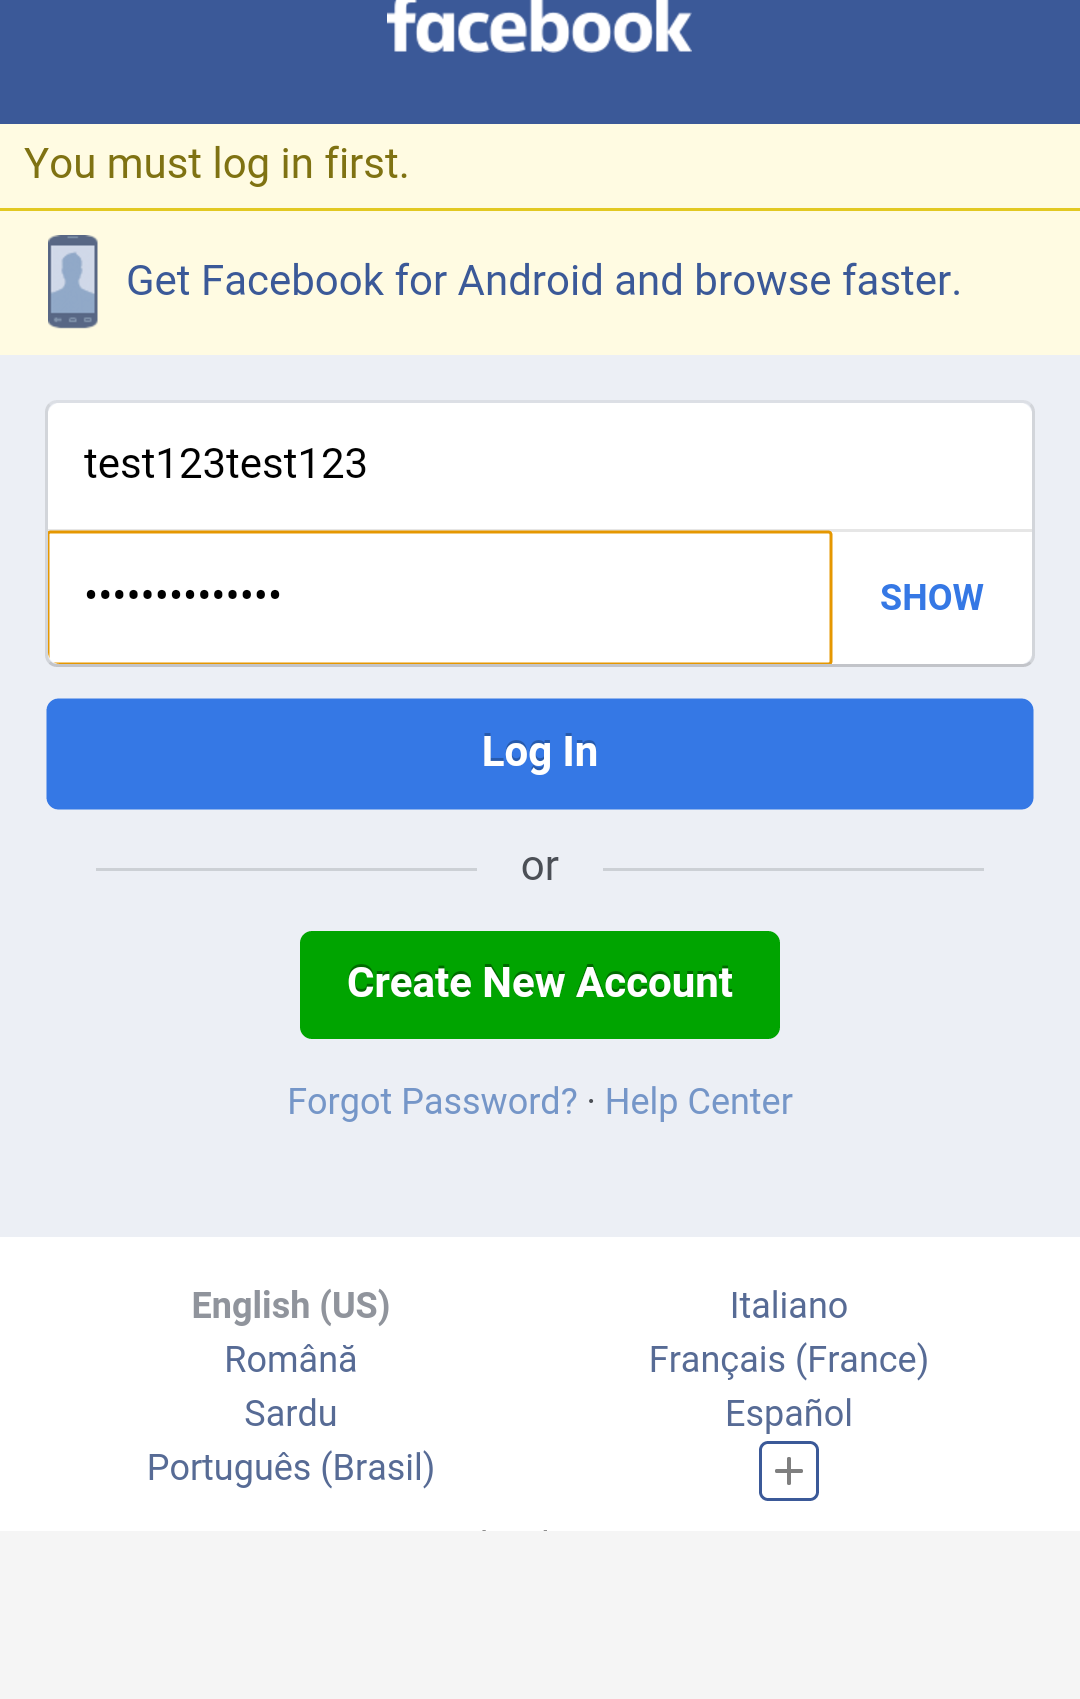 facebook
You must log in first.
Get Facebook for Android and browse faster.
test123test123
••••••••••••••
SHOW
Log In
or
Create New Account
Forgot Password? · Help Center
English (US)
Italiano
Română
Français (France)
Sardu
Español
Português (Brasil)